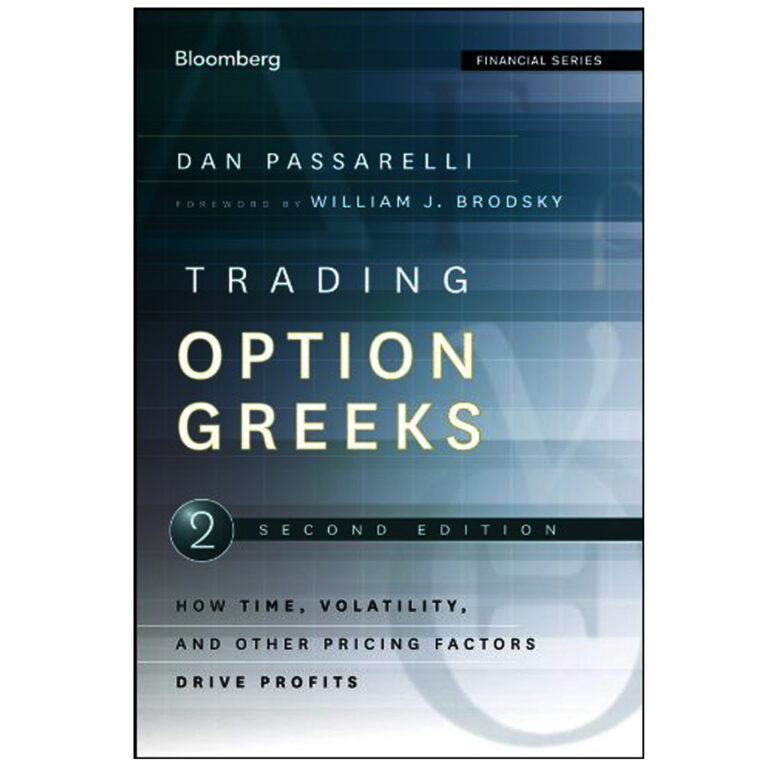 Bloomberg
FINANCIAL SERIES
DAN PASSARELLI
FOREWORD BY WILLIAM J. BRODSKY
TRADING
OPTION
GREEKS
2 SECOND EDITION
HOW TIME, VOLATILITY,
AND OTHER PRICING FACTORS
DRIVE PROFITS